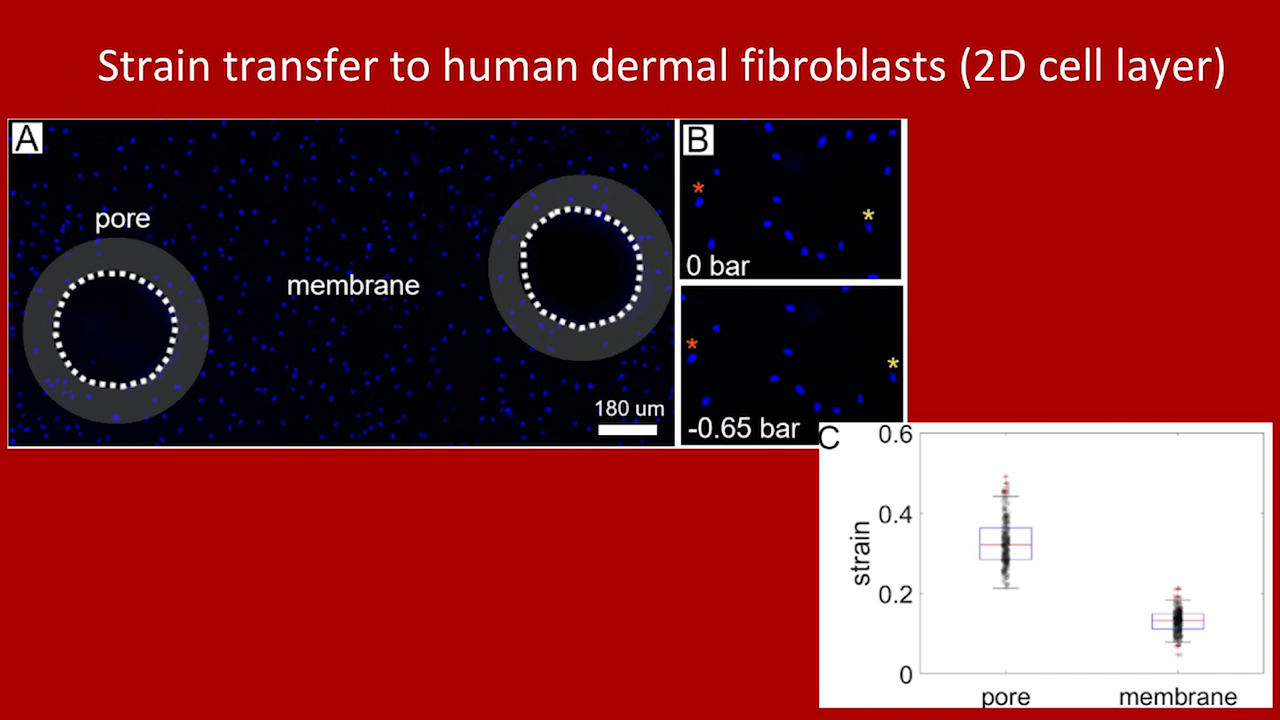 Strain transfer to human dermal fibroblasts (2D cell layer)
A
pore
membrane
180 um
B
*
*
0 bar
*
*
-0.65 bar
C
strain
0.6
0.4
0.2
0
pore
membrane